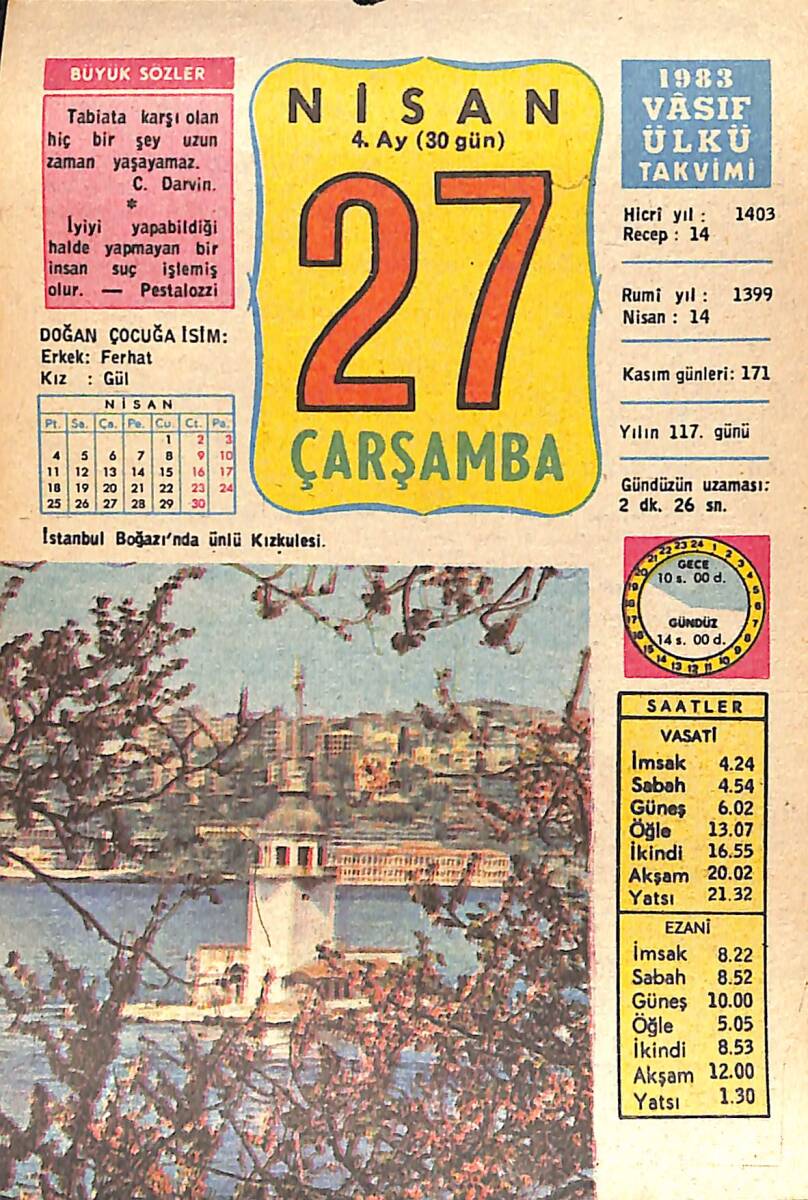 BÜYÜK SÖZLER
Tabiata karşı olan
hiç bir şey uzun
zaman yaşayamaz.
C. Darvin.
*
İyiyi yapabildiği
halde yapmayan bir
insan suç işlemiş
olur. — Pestalozzi
DOĞAN ÇOCUĞA İSİM:
Erkek: Ferhat
Kız : Gül
NİSAN
Pt. Sa. Ça. Pe. Cu. Ct. Pa.
1 2 3
4 5 6 7 8 9 10
11 12 13 14 15 16 17
18 19 20 21 22 23 24
25 26 27 28 29 30
NİSAN
4. Ay (30 gün)
27
ÇARŞAMBA
1983
VÂSIF
ÜLKÜ
TAKVİMİ
Hicrî yıl : 1403
Recep : 14
Rumî yıl : 1399
Nisan : 14
Kasım günleri: 171
Yılın 117. günü
Gündüzün uzaması:
2 dk. 26 sn.
İstanbul Boğazı'nda ünlü Kızkulesi.
GECE
10 s. 00 d.
GÜNDÜZ
14 s. 00 d.
SAATLER
VASATİ
İmsak 4.24
Sabah 4.54
Güneş 6.02
Öğle 13.07
İkindi 16.55
Akşam 20.02
Yatsı 21.32
EZANİ
İmsak 8.22
Sabah 8.52
Güneş 10.00
Öğle 5.05
İkindi 8.53
Akşam 12.00
Yatsı 1.30